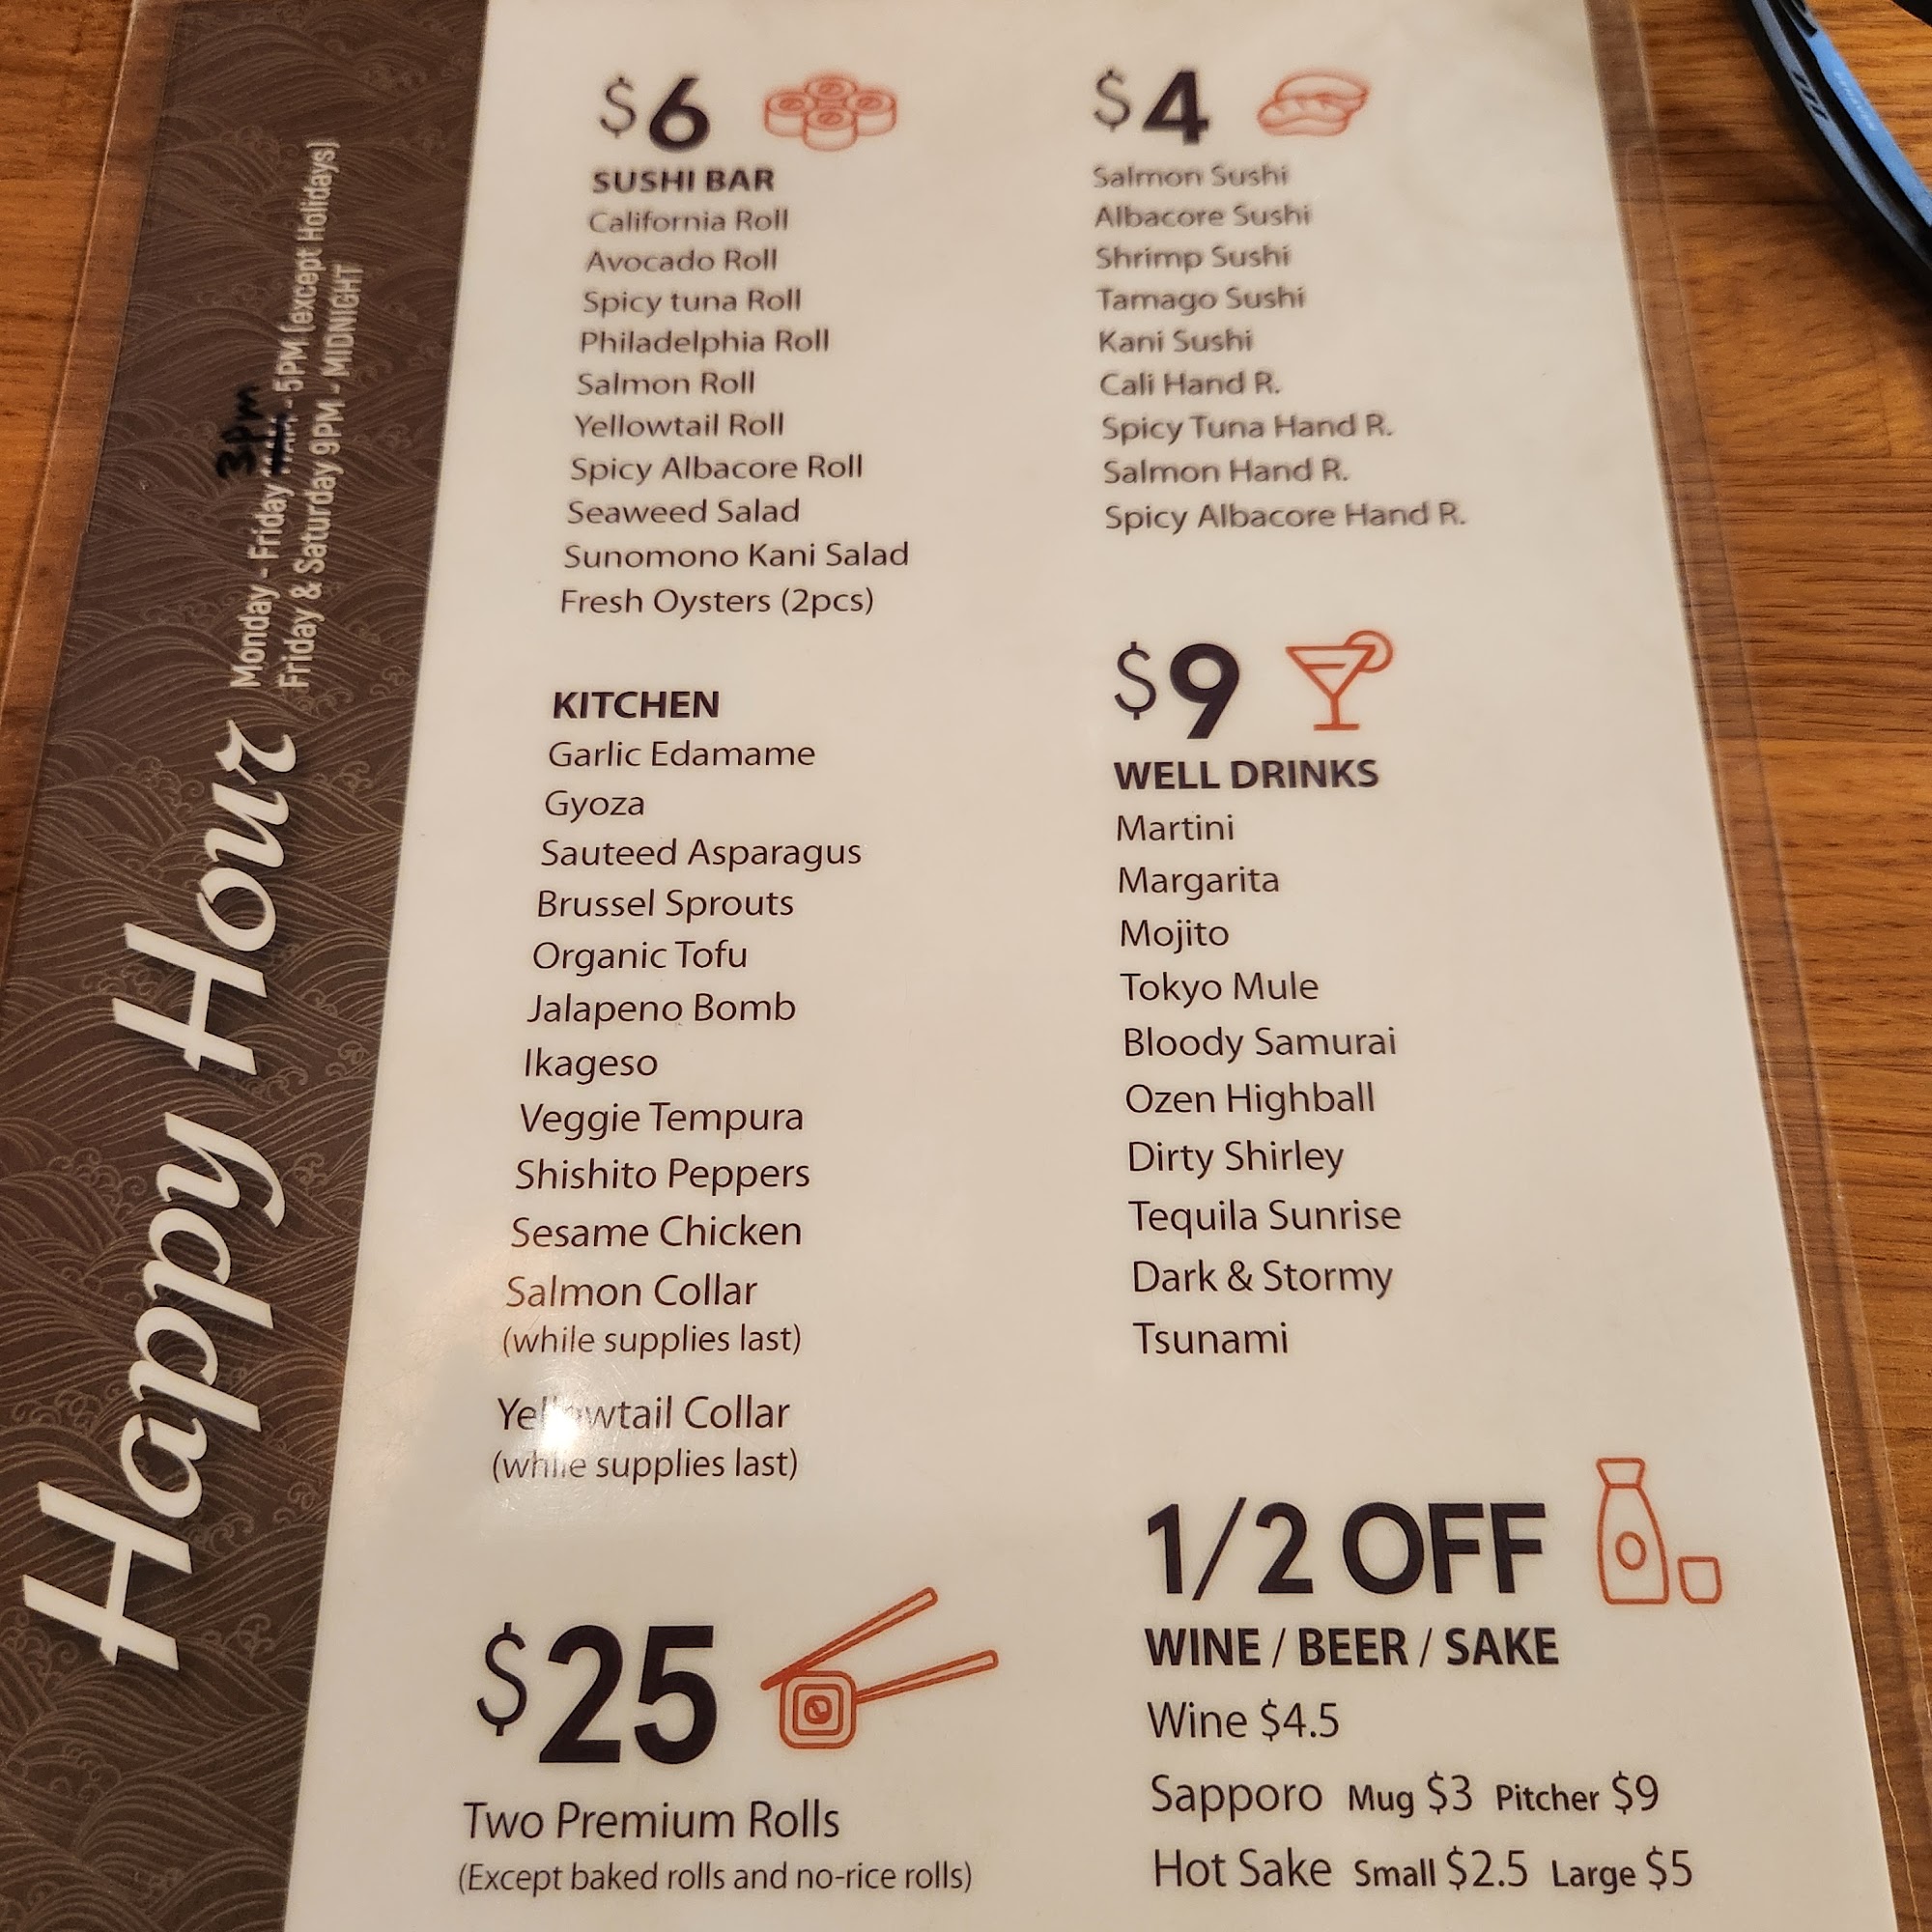 Happy Hour
Monday - Friday 3pm - 5PM (except Holidays)
Friday & Saturday 9PM - MIDNIGHT
$6
SUSHI BAR
California Roll
Avocado Roll
Spicy tuna Roll
Philadelphia Roll
Salmon Roll
Yellowtail Roll
Spicy Albacore Roll
Seaweed Salad
Sunomono Kani Salad
Fresh Oysters (2pcs)
KITCHEN
Garlic Edamame
Gyoza
Sauteed Asparagus
Brussel Sprouts
Organic Tofu
Jalapeno Bomb
Ikageso
Veggie Tempura
Shishito Peppers
Sesame Chicken
Salmon Collar
(while supplies last)
Yellowtail Collar
(while supplies last)
$25
Two Premium Rolls
(Except baked rolls and no-rice rolls)
$4
Salmon Sushi
Albacore Sushi
Shrimp Sushi
Tamago Sushi
Kani Sushi
Cali Hand R.
Spicy Tuna Hand R.
Salmon Hand R.
Spicy Albacore Hand R.
$9
WELL DRINKS
Martini
Margarita
Mojito
Tokyo Mule
Bloody Samurai
Ozen Highball
Dirty Shirley
Tequila Sunrise
Dark & Stormy
Tsunami
1/2 OFF
WINE / BEER / SAKE
Wine $4.5
Sapporo Mug $3 Pitcher $9
Hot Sake Small $2.5 Large $5